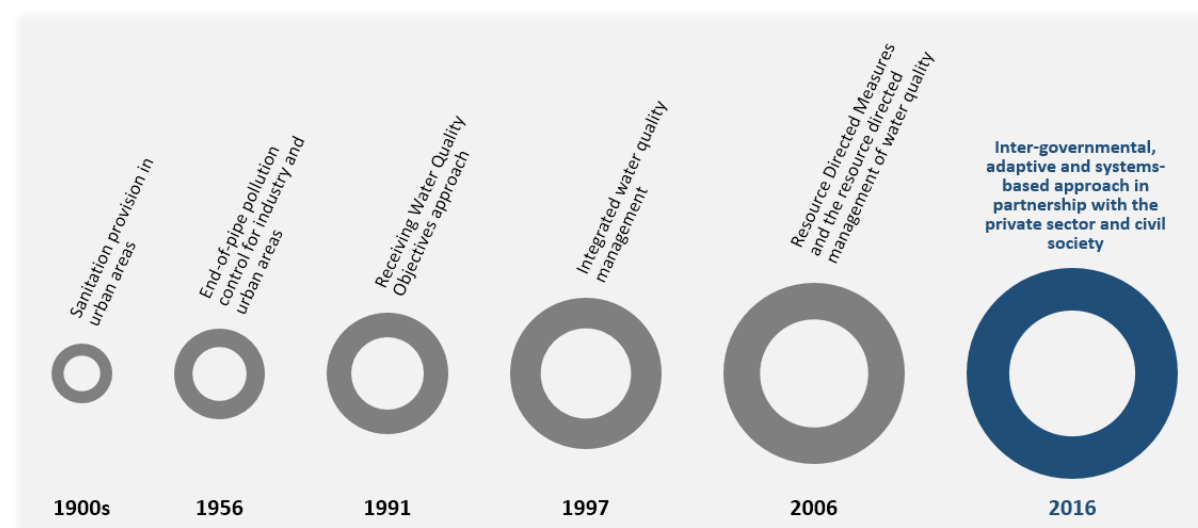 Sanitation provision in
urban areas
End-of-pipe pollution
control for industry and
urban areas
Receiving Water Quality
Objectives approach
Integrated water quality
management
Resource Directed Measures
and the resource directed
management of water quality
Inter-governmental,
adaptive and systems-
based approach in
partnership with the
private sector and civil
society
1900s
1956
1991
1997
2006
2016